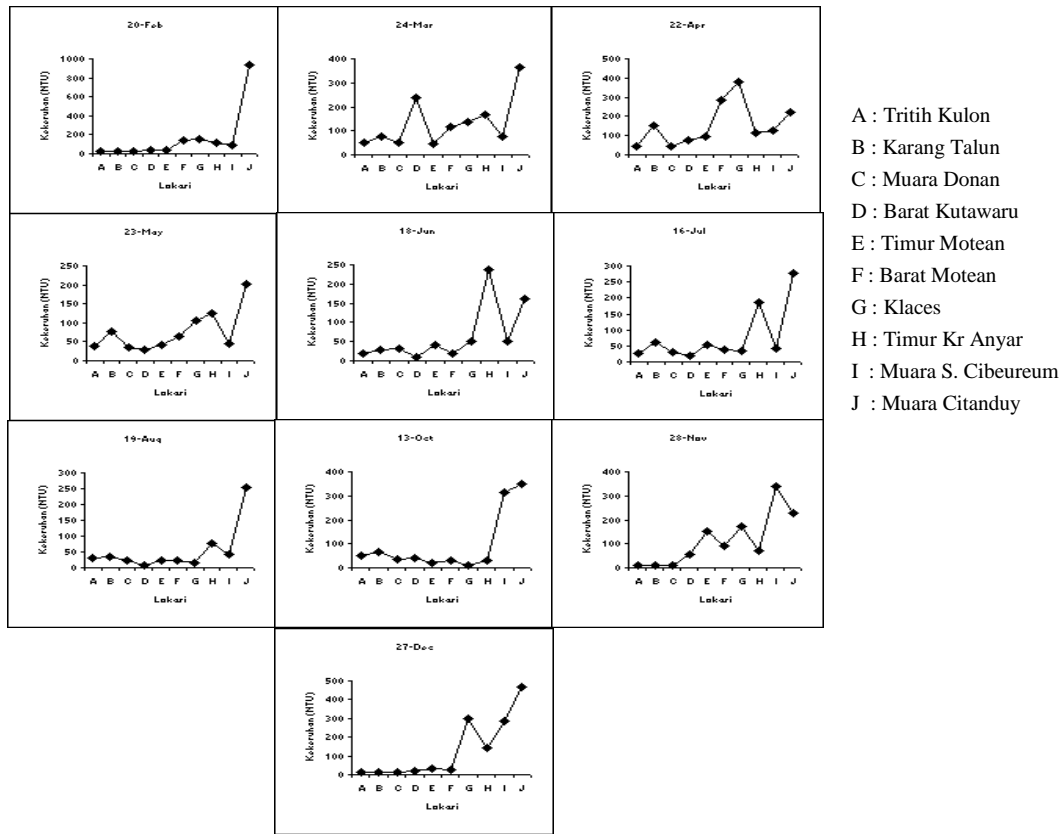 20-Feb
Kekeruhan (NTU)
1000
800
600
400
200
0
A B C D E F G H I J
Lokasi
24-Mar
Kekeruhan (NTU)
400
300
200
100
0
A B C D E F G H I J
Lokasi
22-Apr
Kekeruhan (NTU)
500
400
300
200
100
0
A B C D E F G H I J
Lokasi
23-May
Kekeruhan (NTU)
250
200
150
100
50
0
A B C D E F G H I J
Lokasi
18-Jun
Kekeruhan (NTU)
250
200
150
100
50
0
A B C D E F G H I J
Lokasi
16-Jul
Kekeruhan (NTU)
300
250
200
150
100
50
0
A B C D E F G H I J
Lokasi
19-Aug
Kekeruhan (NTU)
300
250
200
150
100
50
0
A B C D E F G H I J
Lokasi
13-Oct
Kekeruhan (NTU)
400
300
200
100
0
A B C D E F G H I J
Lokasi
28-Nov
Kekeruhan (NTU)
400
300
200
100
0
A B C D E F G H I J
Lokasi
27-Dec
Kekeruhan (NTU)
500
400
300
200
100
0
A B C D E F G H I J
Lokasi
A : Tritih Kulon
B : Karang Talun
C : Muara Donan
D : Barat Kutawaru
E : Timur Motean
F : Barat Motean
G : Klaces
H : Timur Kr Anyar
I : Muara S. Cibeureum
J : Muara Citanduy